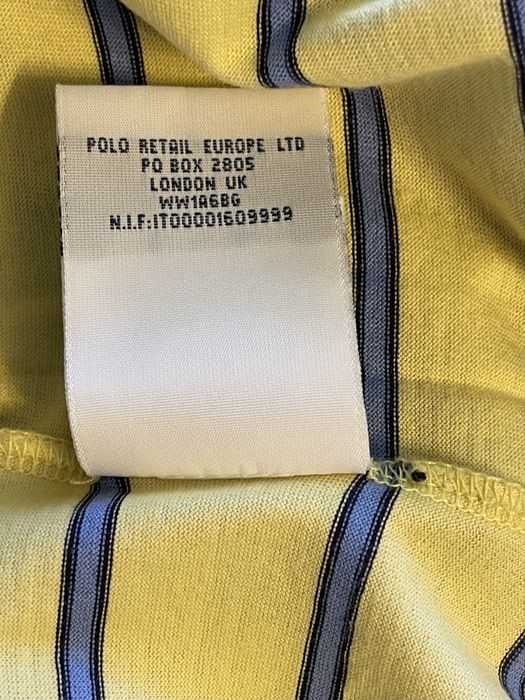 POLO RETAIL EUROPE LTD
PO BOX 2805
LONDON UK
WW1A6BG
N.I.F:IT00001609999